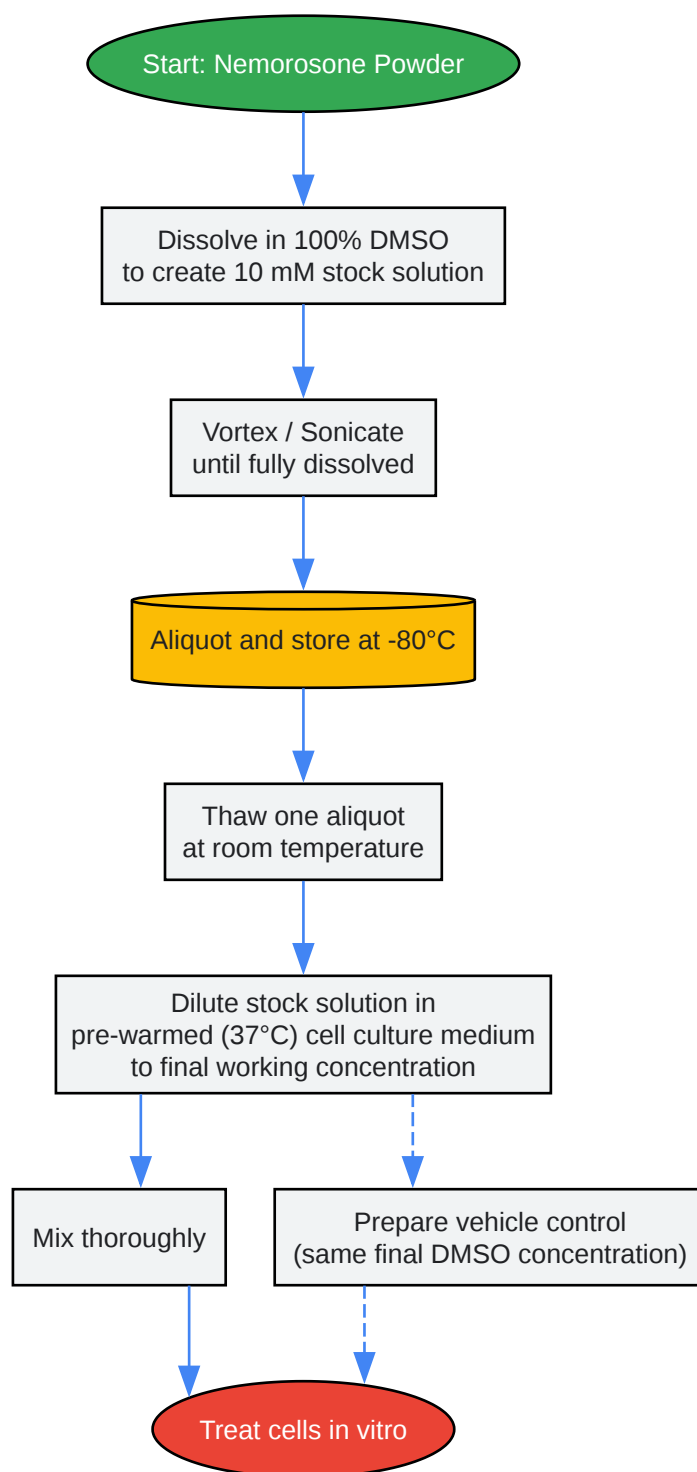 Start: Nemorosone Powder
Dissolve in 100% DMSO
to create 10 mM stock solution
Vortex / Sonicate
until fully dissolved
Aliquot and store at -80°C
Thaw one aliquot
at room temperature
Dilute stock solution in
pre-warmed (37°C) cell culture medium
to final working concentration
Mix thoroughly
Prepare vehicle control
(same final DMSO concentration)
Treat cells in vitro